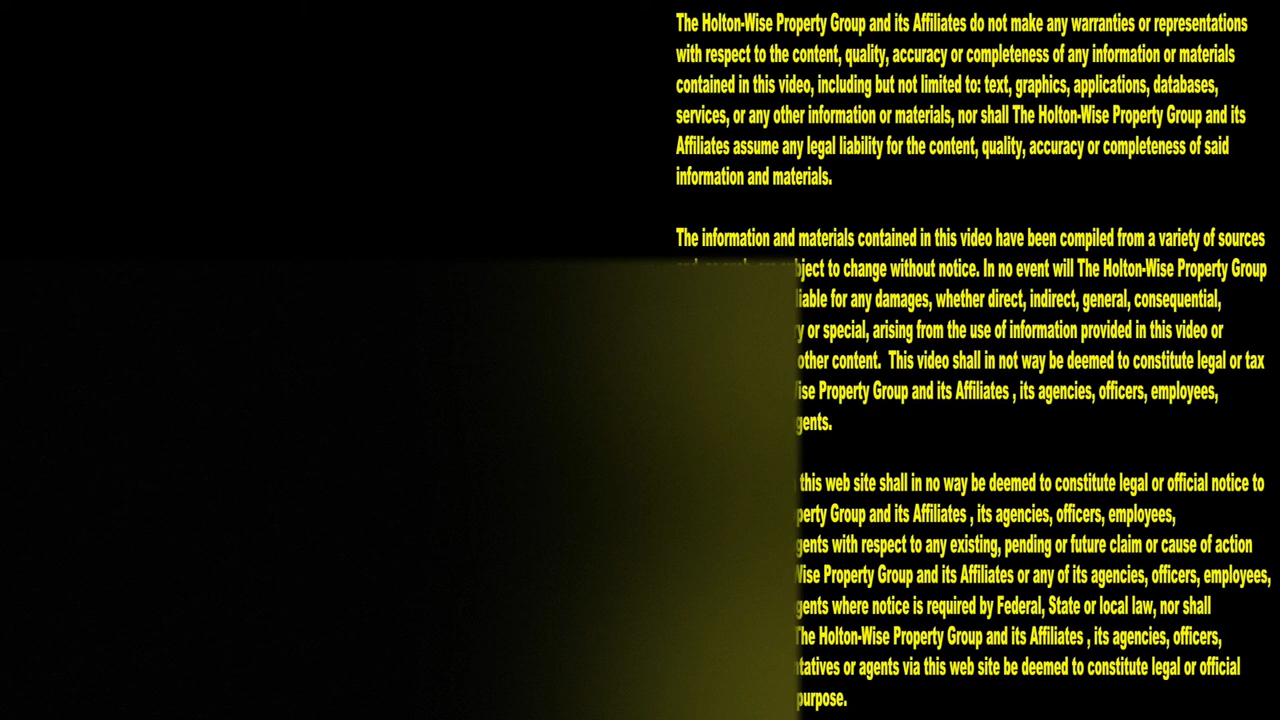 The Holton-Wise Property Group and its Affiliates do not make any warranties or representations
with respect to the content, quality, accuracy or completeness of any information or materials
contained in this video, including but not limited to: text, graphics, applications, databases,
services, or any other information or materials, nor shall The Holton-Wise Property Group and its
Affiliates assume any legal liability for the content, quality, accuracy or completeness of said
information and materials.
The information and materials contained in this video have been compiled from a variety of sources
to change without notice. In no event will The Holton-Wise Property Group
for any damages, whether direct, indirect, general, consequential,
or special, arising from the use of information provided in this video or
other content.  This video shall in not way be deemed to constitute legal or tax
Property Group and its Affiliates , its agencies, officers, employees,
this web site shall in no way be deemed to constitute legal or official notice to
Group and its Affiliates , its agencies, officers, employees,
with respect to any existing, pending or future claim or cause of action
Property Group and its Affiliates or any of its agencies, officers, employees,
where notice is required by Federal, State or local law, nor shall
The Holton-Wise Property Group and its Affiliates , its agencies, officers,
or agents via this web site be deemed to constitute legal or official
purpose.